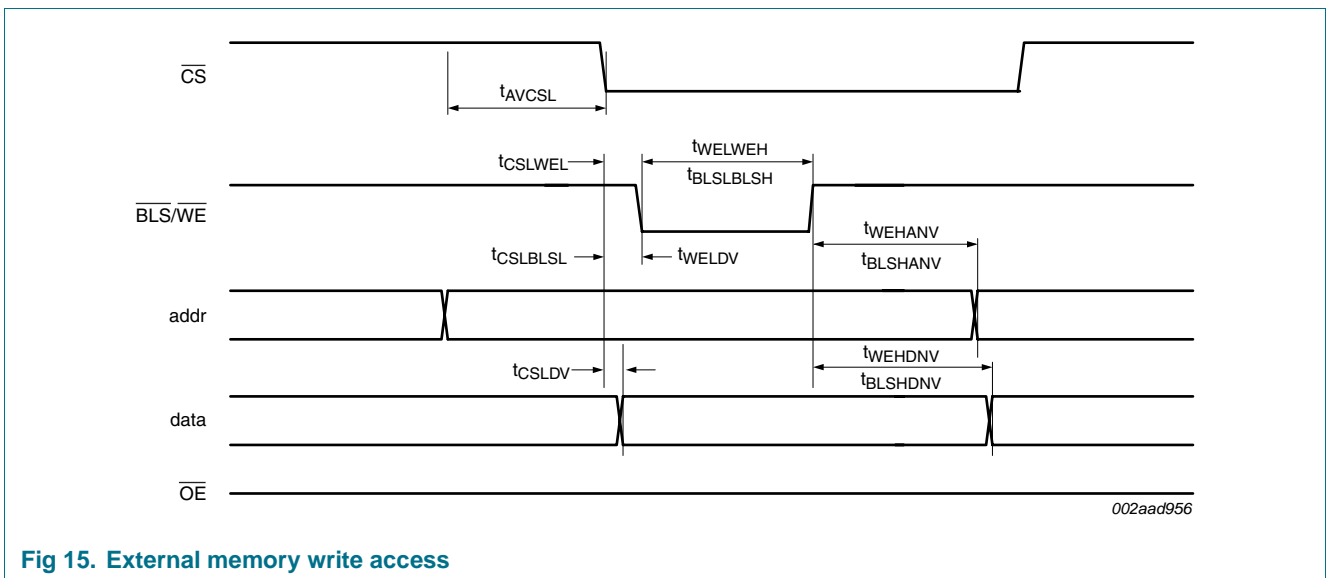 CS
tAVCSL
tCSLWEL
tWELWEH
tBLSLBLSH
BLS/WE
tCSLBLSL
tWELDV
tWEHANV
tBLSHANV
addr
tCSLDV
tWEHDNV
tBLSHDNV
data
OE
002aad956
Fig 15. External memory write access